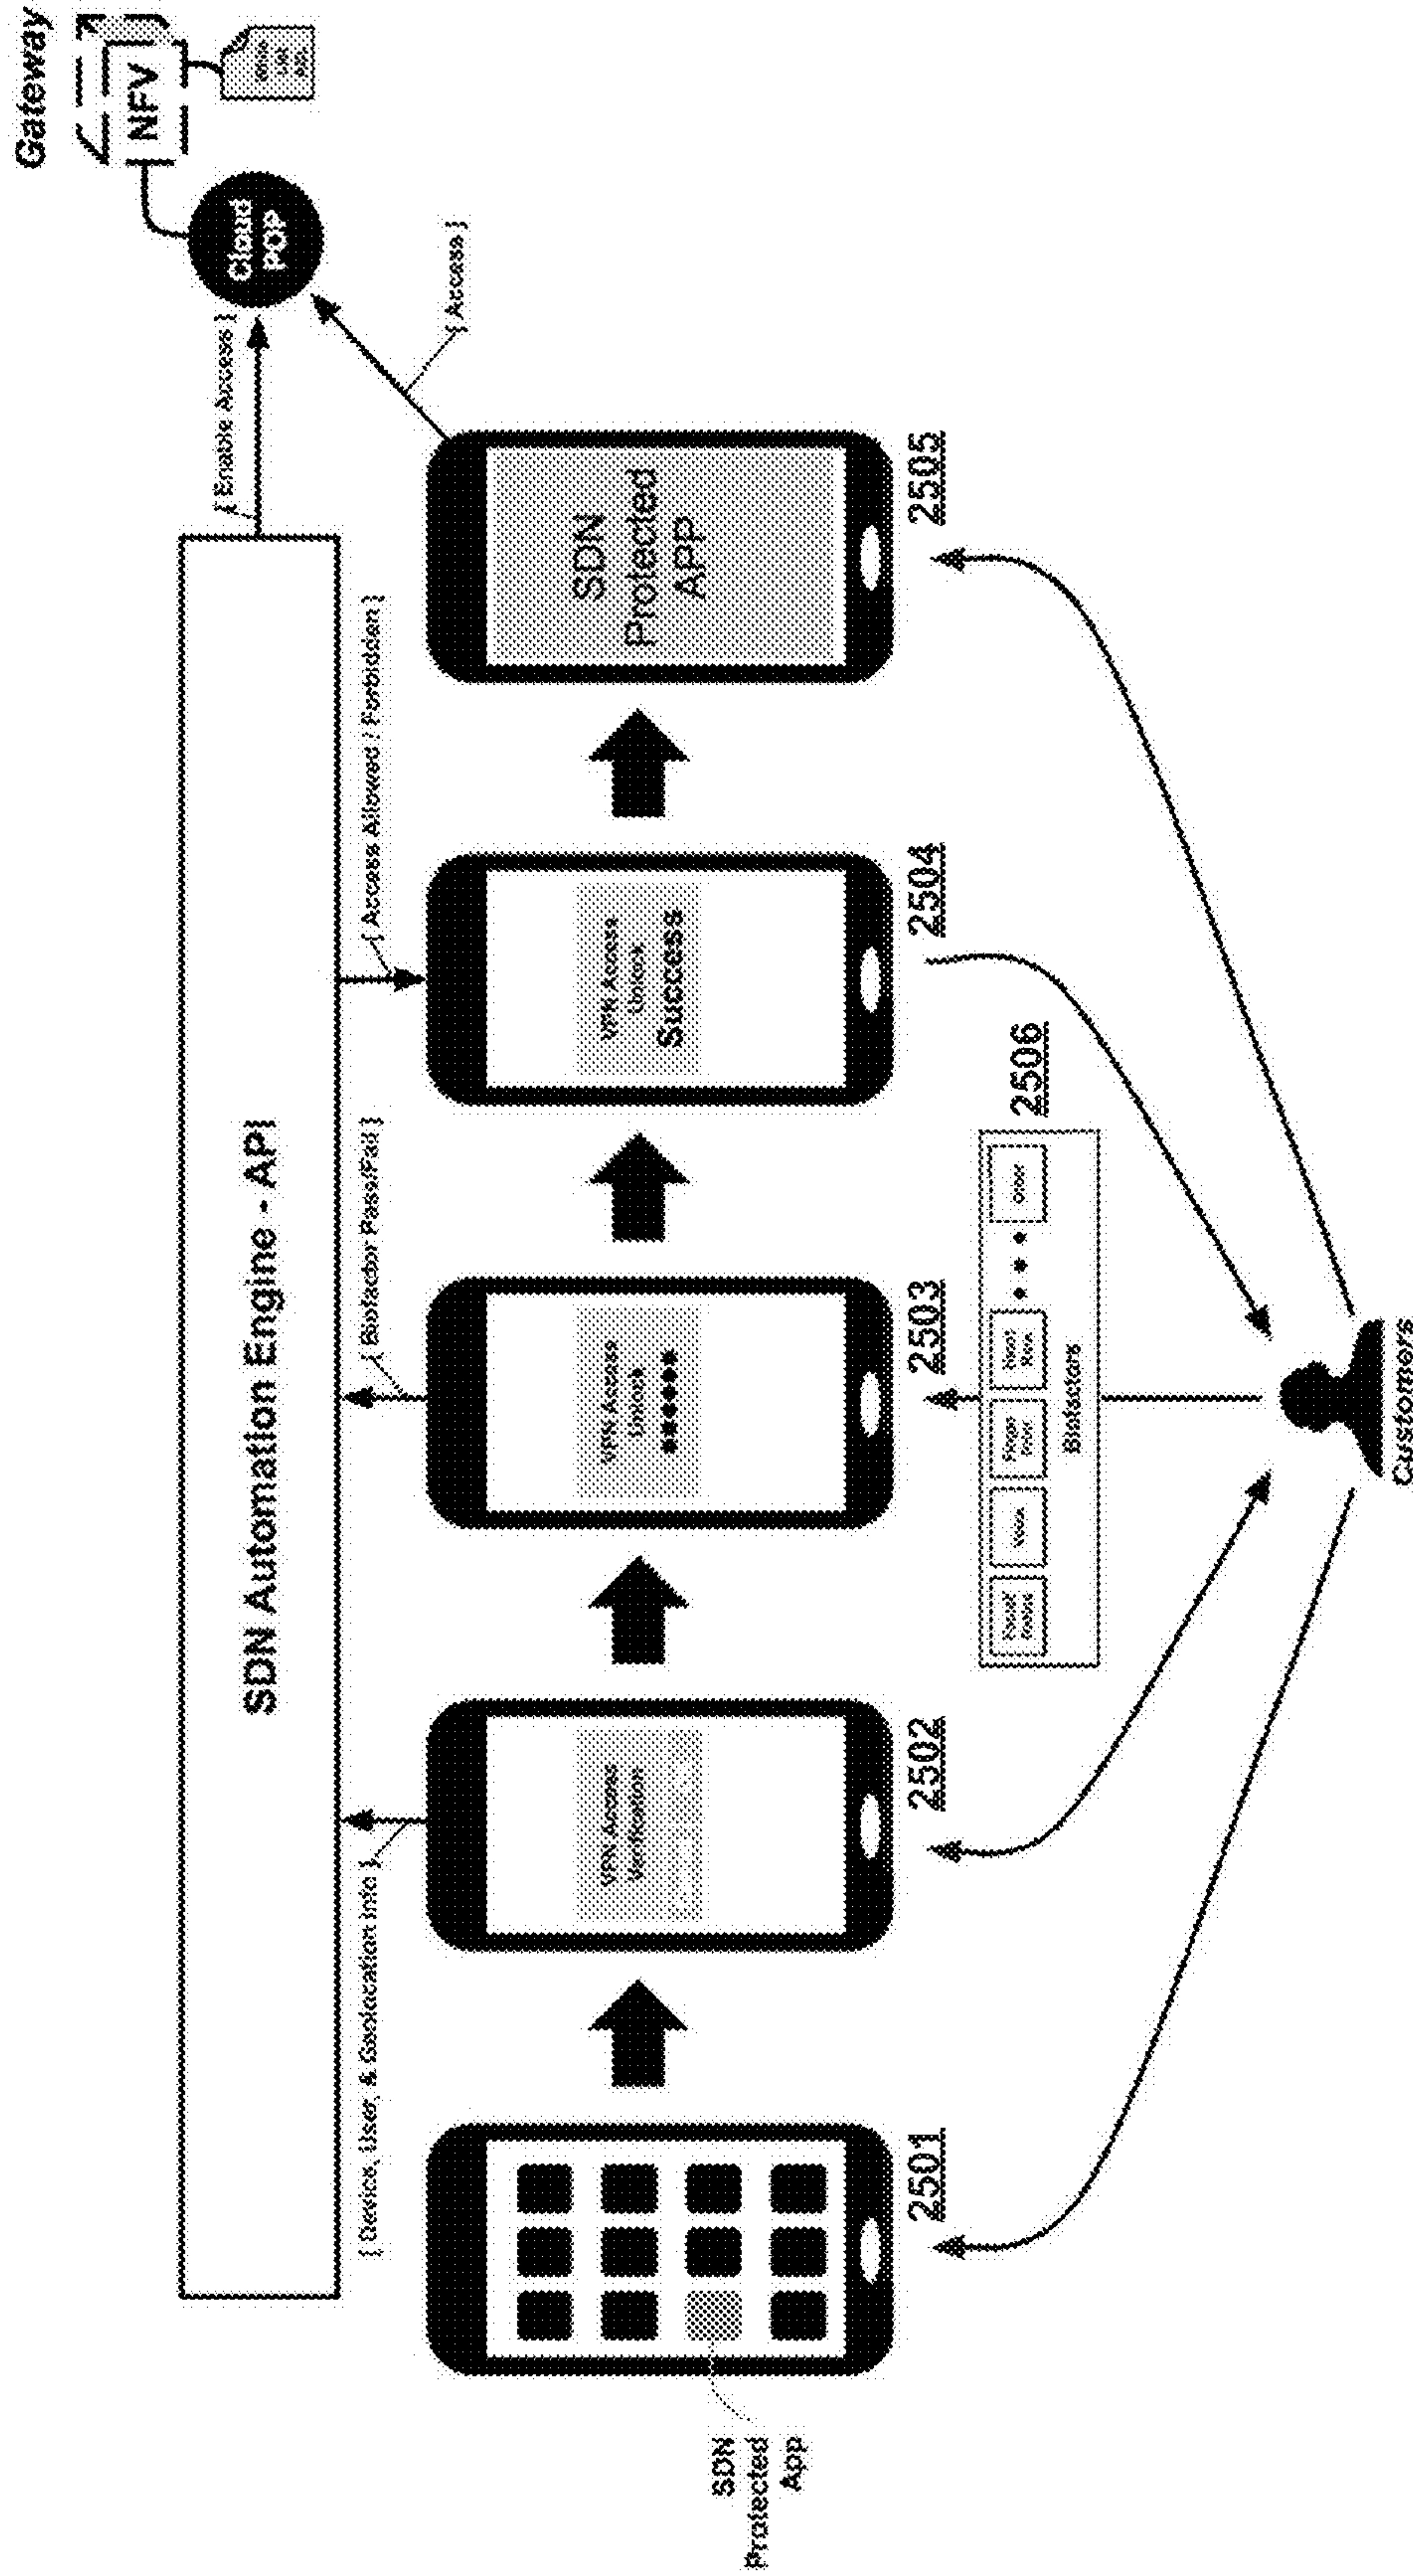 Gateway
NFV
Cloud
POP
[ Enable Access ]
[ Access ]
SDN Automation Engine - API
[ Device, User, & Geolocation Info ]
[ Biofactor Pass/Fail ]
[ Access Allowed / Forbidden ]
SDN
Protected
App
VPN Access
Verification
VPN Access
Unlock
VPN Access
Unlock
Success
SDN
Protected
APP
2501
2502
2503
2504
2505
2506
Voice
Finger
Print
Other
Biofactors
Customers